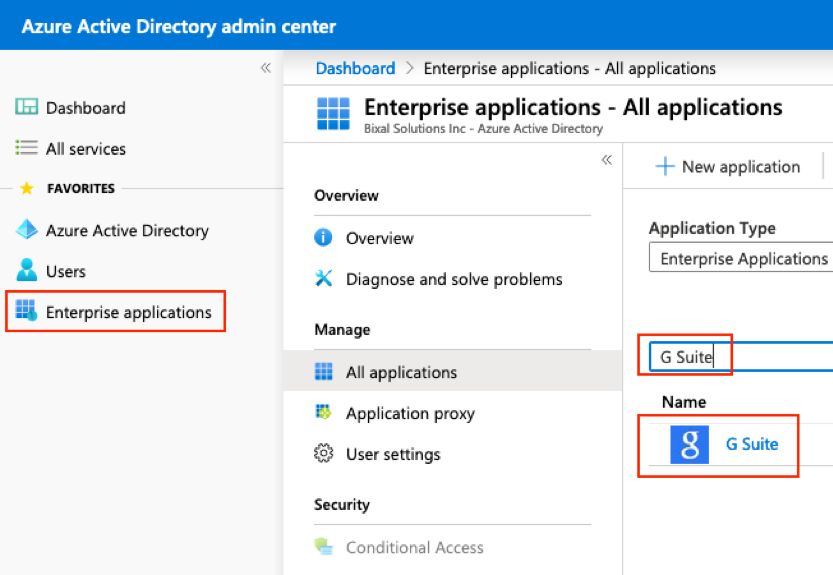 Azure Active Directory admin center
«
Dashboard
All services
FAVORITES
Azure Active Directory
Users
Enterprise applications
Dashboard > Enterprise applications - All applications
Enterprise applications - All applications
Bixal Solutions Inc - Azure Active Directory
«
Overview
Overview
Diagnose and solve problems
Manage
All applications
Application proxy
User settings
Security
Conditional Access
+ New application
Application Type
Enterprise Applications
G Suite
Name
g G Suite